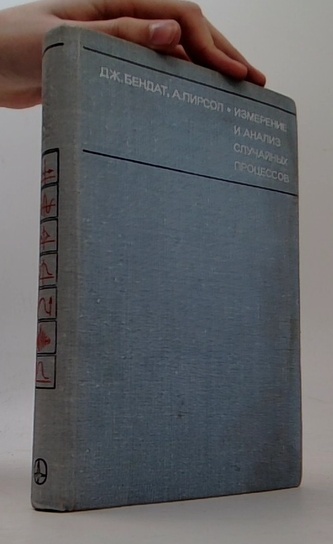 ДЖ. БЕНДАТ, А. ПИРСОЛ • ИЗМЕРЕНИЕ
И АНАЛИЗ
СЛУЧАЙНЫХ
ПРОЦЕССОВ